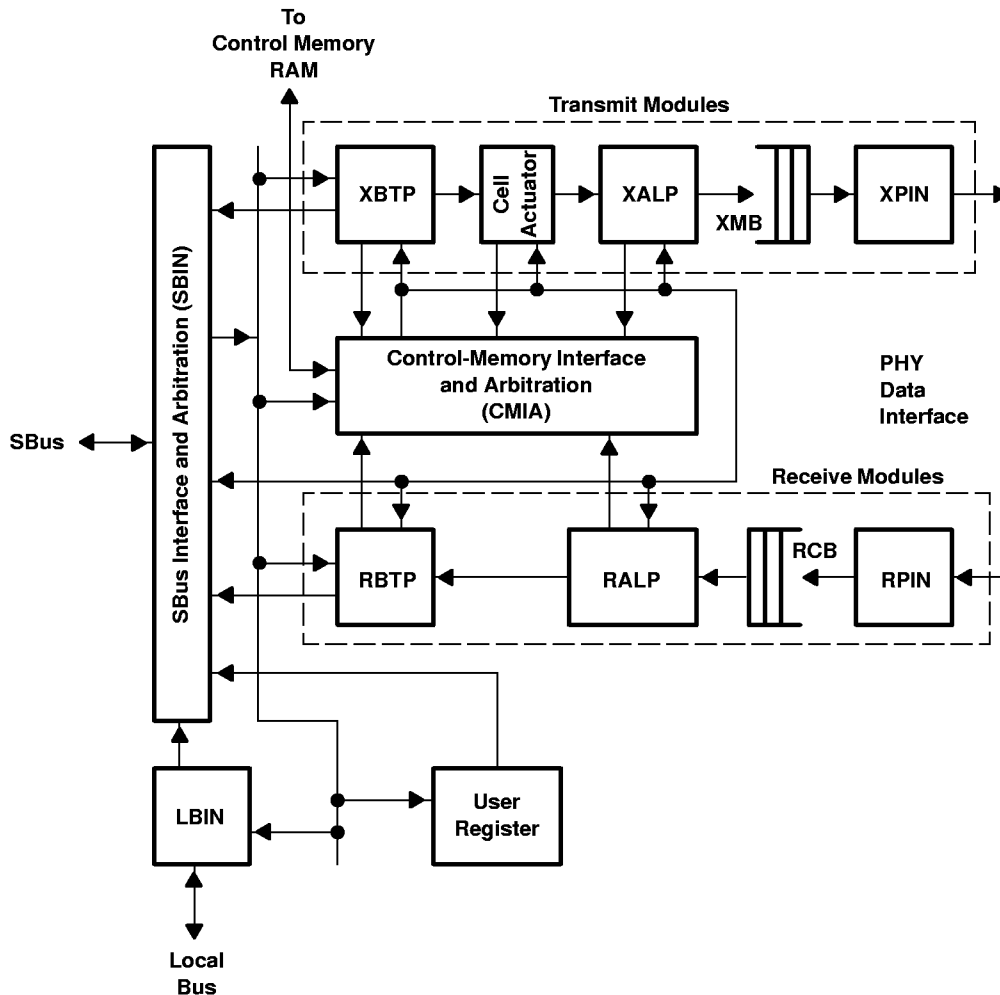 To
Control Memory
RAM
Transmit Modules
XBTP
Cell
Actuator
XALP
XMB
XPIN
SBus Interface and Arbitration (SBIN)
Control-Memory Interface
and Arbitration
(CMIA)
PHY
Data
Interface
SBus
Receive Modules
RBTP
RALP
RCB
RPIN
LBIN
User
Register
Local
Bus